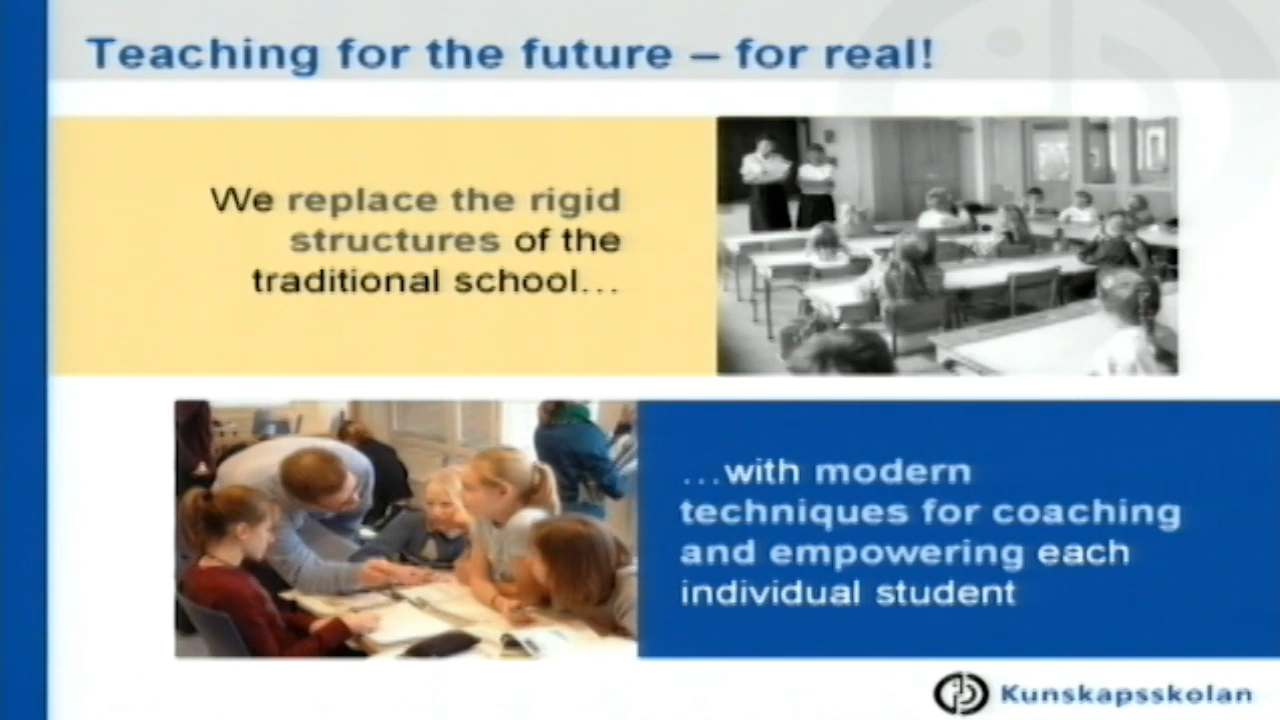 Teaching for the future – for real!
We replace the rigid
structures of the
traditional school...
...with modern
techniques for coaching
and empowering each
individual student
Kunskapsskolan